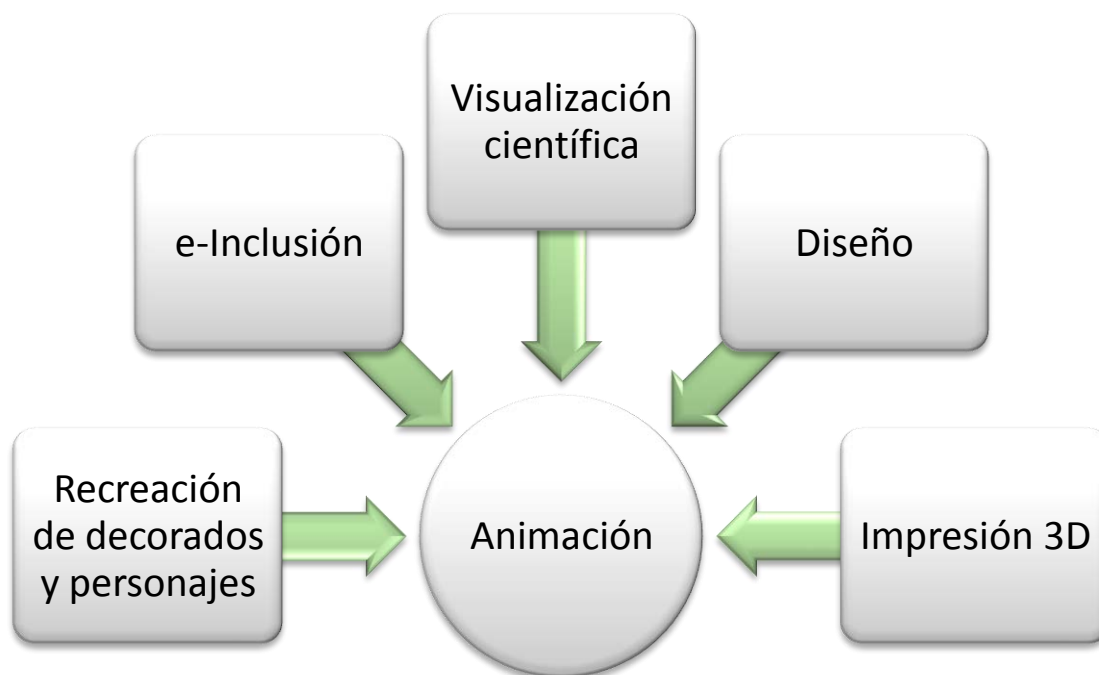 Visualización
científica
e-Inclusión
Diseño
Recreación
de decorados
y personajes
Animación
Impresión 3D